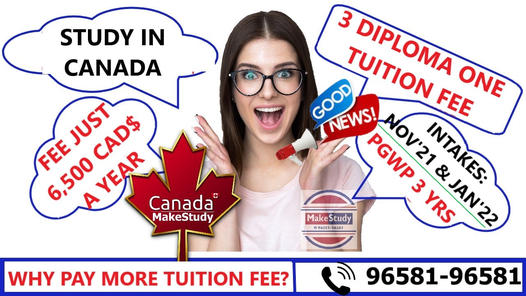 STUDY IN
CANADA
3 DIPLOMA ONE
TUITION FEE
GOOD
NEWS!
FEE JUST
6,500 CAD$
A YEAR
INTAKES:
NOV'21 & JAN'22
PGWP 3 YRS
Canada
MakeStudy
MakeStudy
WHY PAY MORE TUITION FEE?
96581-96581